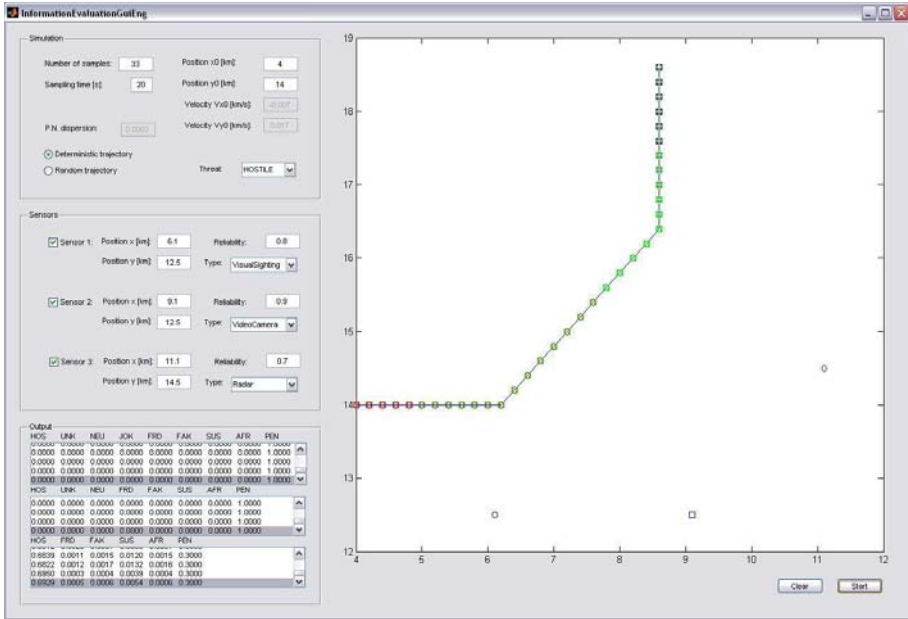 InformationEvaluationGuiEng
Simulation
Number of samples: 33 Position x0 [km]: 4
Sampling time [s]: 20 Position y0 [km]: 14
Velocity Vx0 [km/s]: -0.007
Velocity Vy0 [km/s]: 0.017
P.N. dispersion: 0.0003
Deterministic trajectory
Random trajectory Threat: HOSTILE
Sensors
Sensor 1: Position x [km]: 6.1 Reliability: 0.8
Position y [km]: 12.5 Type: VisualSighting
Sensor 2: Position x [km]: 9.1 Reliability: 0.9
Position y [km]: 12.5 Type: VideoCamera
Sensor 3: Position x [km]: 11.1 Reliability: 0.7
Position y [km]: 14.5 Type: Radar
Output
HOS UNK NEU JOK FRD FAK SUS AFR PEN
0.0000 0.0000 0.0000 0.0000 0.0000 0.0000 0.0000 0.0000 1.0000
0.0000 0.0000 0.0000 0.0000 0.0000 0.0000 0.0000 0.0000 1.0000
0.0000 0.0000 0.0000 0.0000 0.0000 0.0000 0.0000 0.0000 1.0000
0.0000 0.0000 0.0000 0.0000 0.0000 0.0000 0.0000 0.0000 1.0000
HOS UNK NEU FRD FAK SUS AFR PEN
0.0000 0.0000 0.0000 0.0000 0.0000 0.0000 0.0000 1.0000
0.0000 0.0000 0.0000 0.0000 0.0000 0.0000 0.0000 1.0000
0.0000 0.0000 0.0000 0.0000 0.0000 0.0000 0.0000 1.0000
0.0000 0.0000 0.0000 0.0000 0.0000 0.0000 0.0000 1.0000
HOS FRD FAK SUS AFR PEN
0.6839 0.0011 0.0015 0.0120 0.0015 0.3000
0.6822 0.0012 0.0017 0.0132 0.0016 0.3000
0.6950 0.0003 0.0004 0.0039 0.0004 0.3000
0.6929 0.0005 0.0006 0.0054 0.0006 0.3000
19
18
17
16
15
14
13
12
4 5 6 7 8 9 10 11 12
Clear Start